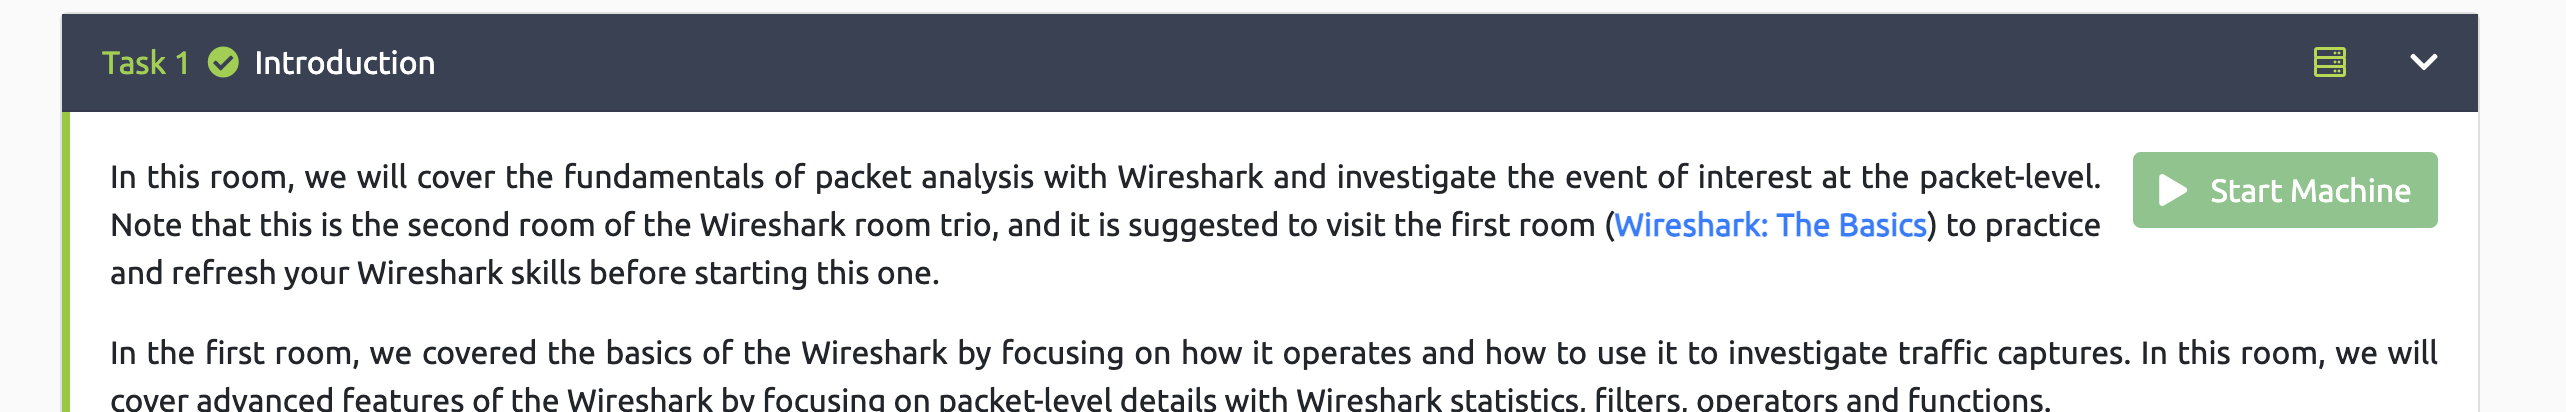 Task 1 Introduction
In this room, we will cover the fundamentals of packet analysis with Wireshark and investigate the event of interest at the packet-level.
Start Machine
Note that this is the second room of the Wireshark room trio, and it is suggested to visit the first room (Wireshark: The Basics) to practice
and refresh your Wireshark skills before starting this one.
In the first room, we covered the basics of the Wireshark by focusing on how it operates and how to use it to investigate traffic captures. In this room, we will
cover advanced features of the Wireshark by focusing on packet-level details with Wireshark statistics, filters, operators and functions.